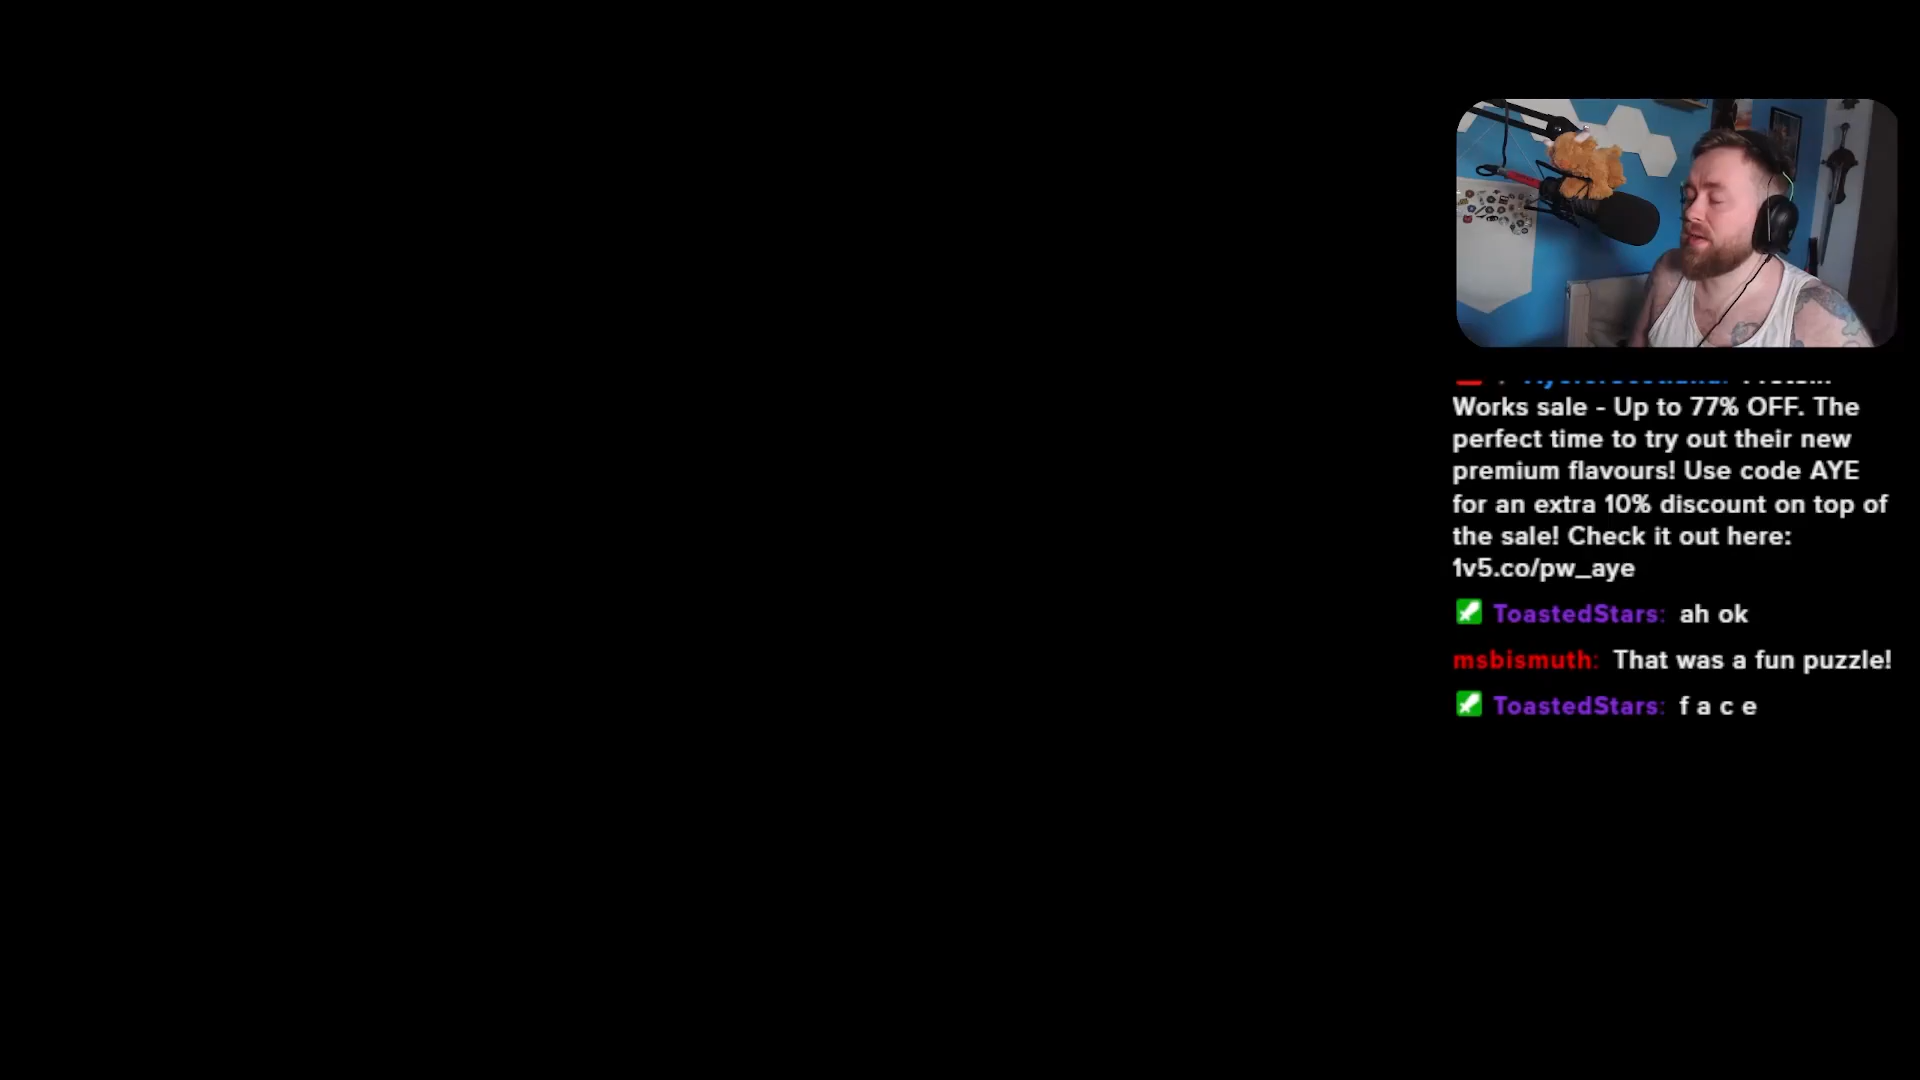 Works sale - Up to 77% OFF. The
perfect time to try out their new
premium flavours! Use code AYE
for an extra 10% discount on top of
the sale! Check it out here:
1v5.co/pw_aye
ToastedStars: ah ok
msbismuth: That was a fun puzzle!
ToastedStars: f a c e